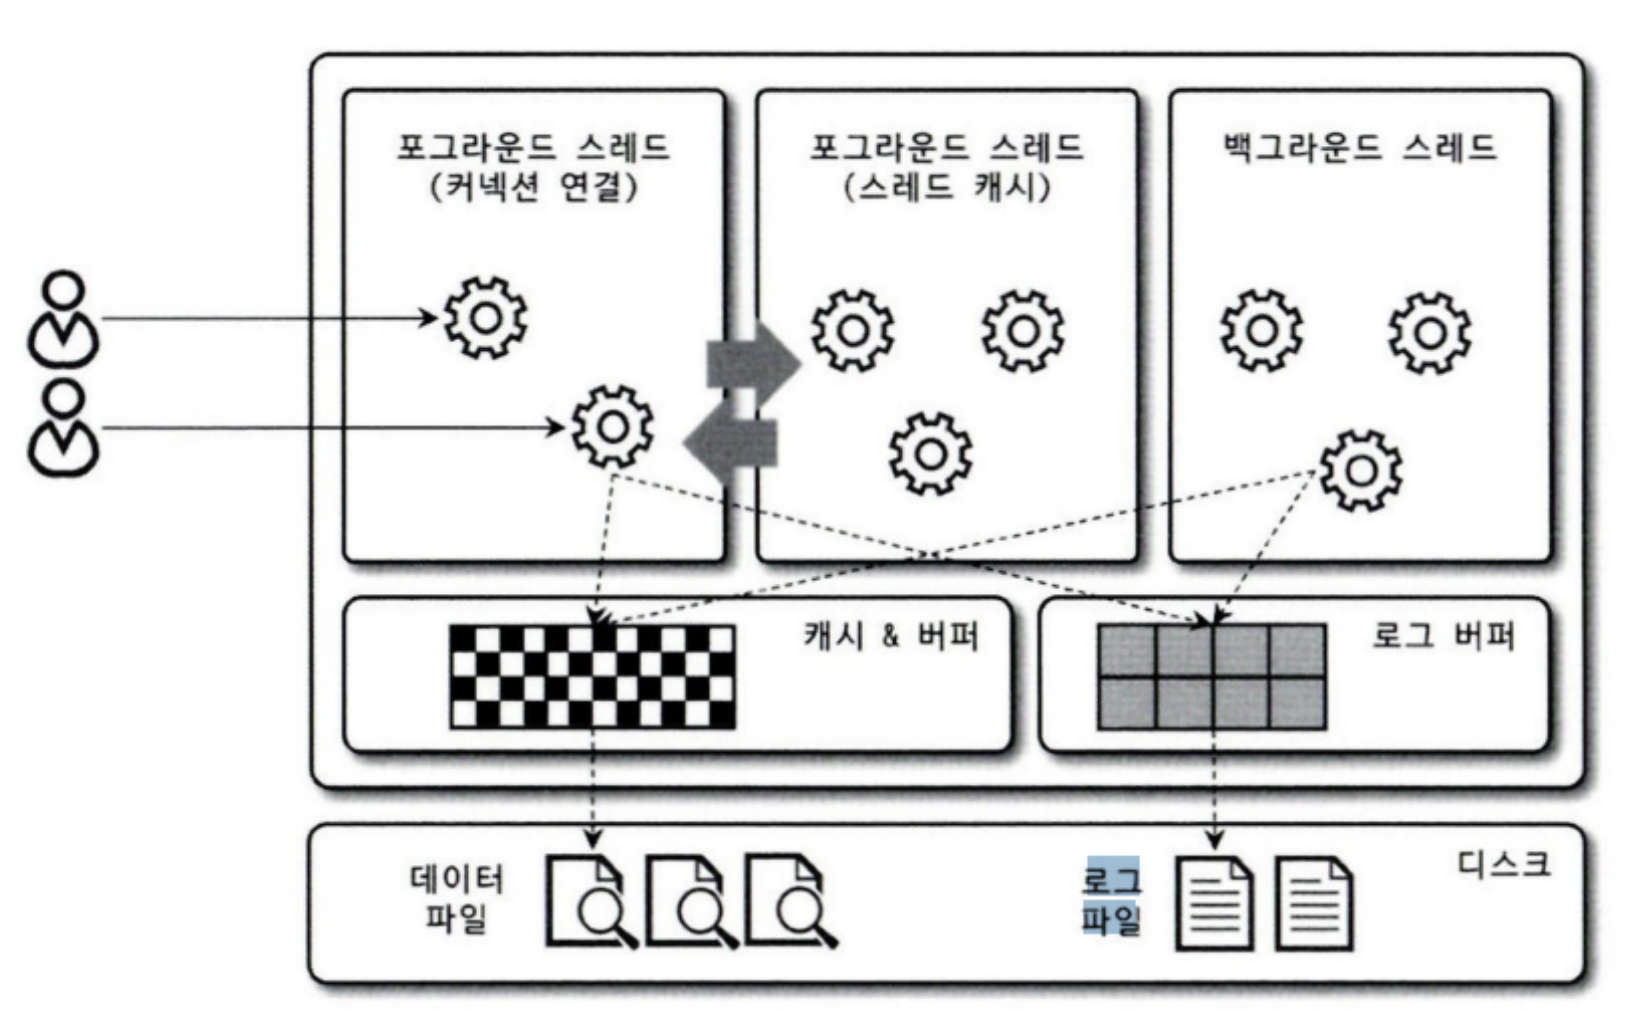 포그라운드 스레드
(커넥션 연결)
포그라운드 스레드
(스레드 캐시)
백그라운드 스레드
캐시 & 버퍼
로그 버퍼
데이터
파일
로그
파일
디스크